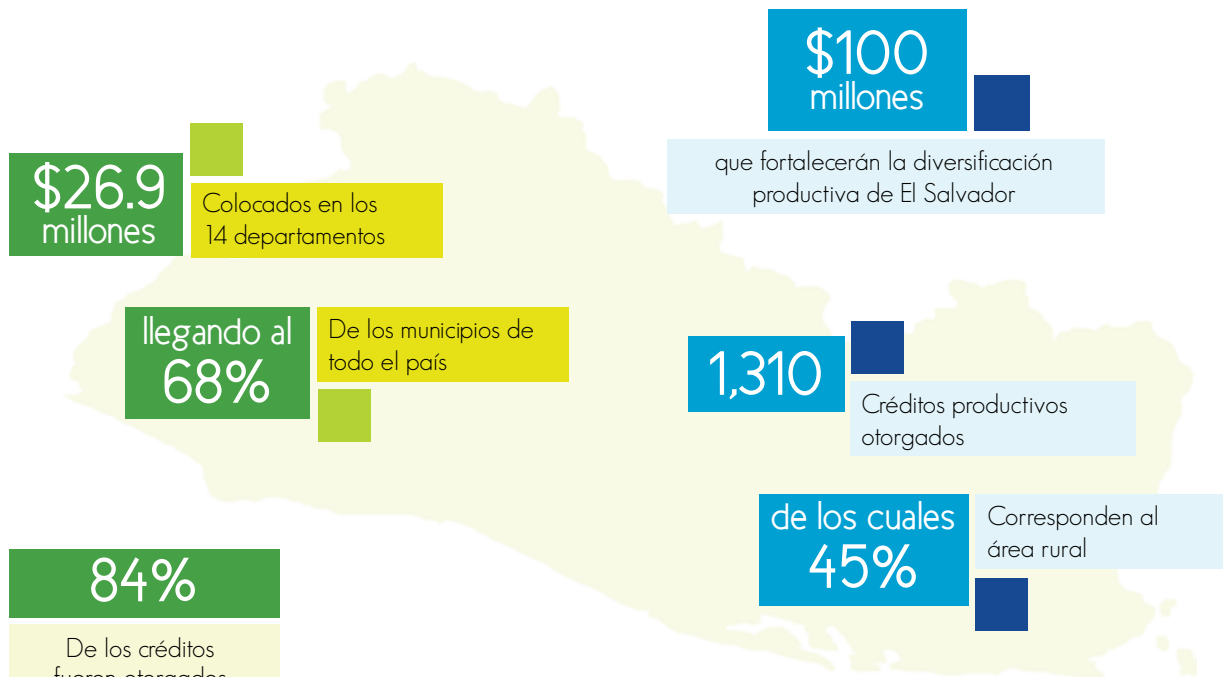 $100
millones
que fortalecerán la diversificación
productiva de El Salvador
$26.9
millones
Colocados en los
14 departamentos
llegando al
68%
De los municipios de
todo el país
1,310
Créditos productivos
otorgados
de los cuales
45%
Corresponden al
área rural
84%
De los créditos
fueron otorgados